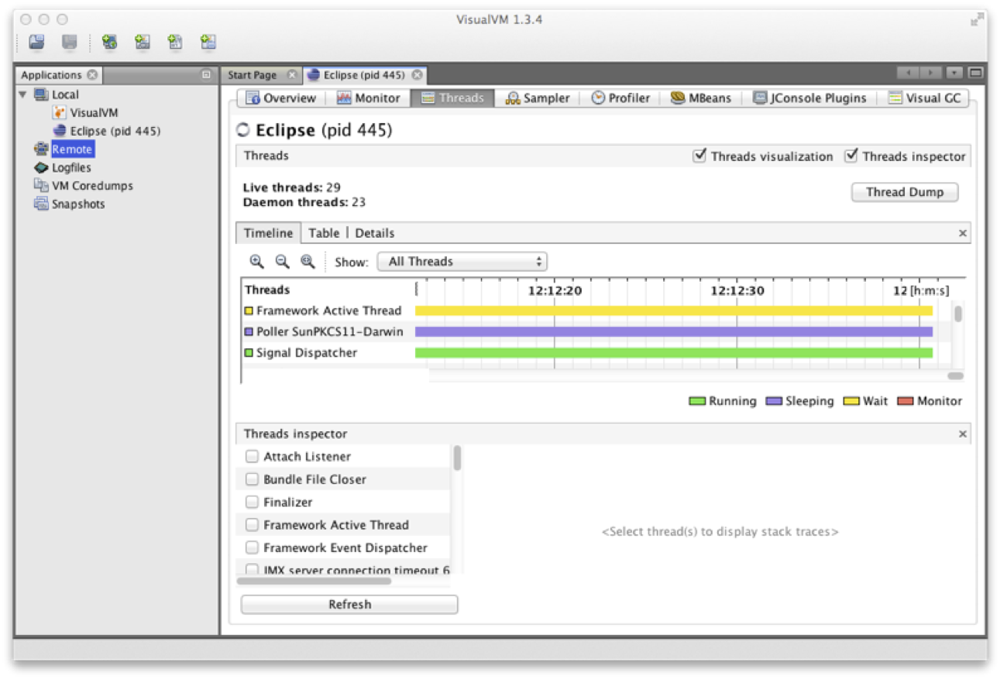 VisualVM 1.3.4
Applications
Start Page
Eclipse (pid 445)
Local
VisualVM
Eclipse (pid 445)
Remote
Logfiles
VM Coredumps
Snapshots
Overview Monitor Threads Sampler Profiler MBeans JConsole Plugins Visual GC
Eclipse (pid 445)
Threads
Threads visualization Threads inspector
Live threads: 29
Daemon threads: 23
Thread Dump
Timeline Table | Details
Show: All Threads
Threads 12:12:20 12:12:30 12 [h:m:s]
Framework Active Thread
Poller SunPKCS11-Darwin
Signal Dispatcher
Running Sleeping Wait Monitor
Threads inspector
Attach Listener
Bundle File Closer
Finalizer
Framework Active Thread
Framework Event Dispatcher
JMX server connection timeout 6
<Select thread(s) to display stack traces>
Refresh